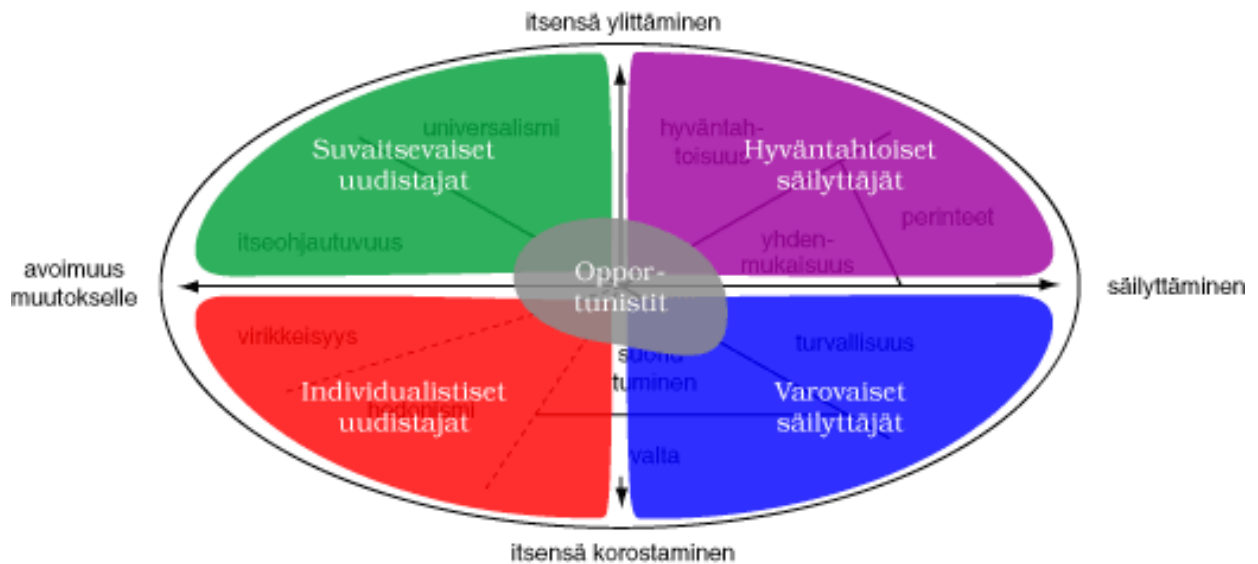 itsensä ylittäminen
universalismi
hyväntah-
toisuus
Suvaitsevaiset
uudistajat
Hyväntahtoiset
säilyttäjät
perinteet
itseohjautuvuus
yhden-
mukaisuus
avoimuus
muutokselle
Oppor-
tunistit
säilyttäminen
virikkeisyys
turvallisuus
tuminen
Individualistiset
uudistajat
hedonismi
Varovaiset
säilyttäjät
valta
itsensä korostaminen